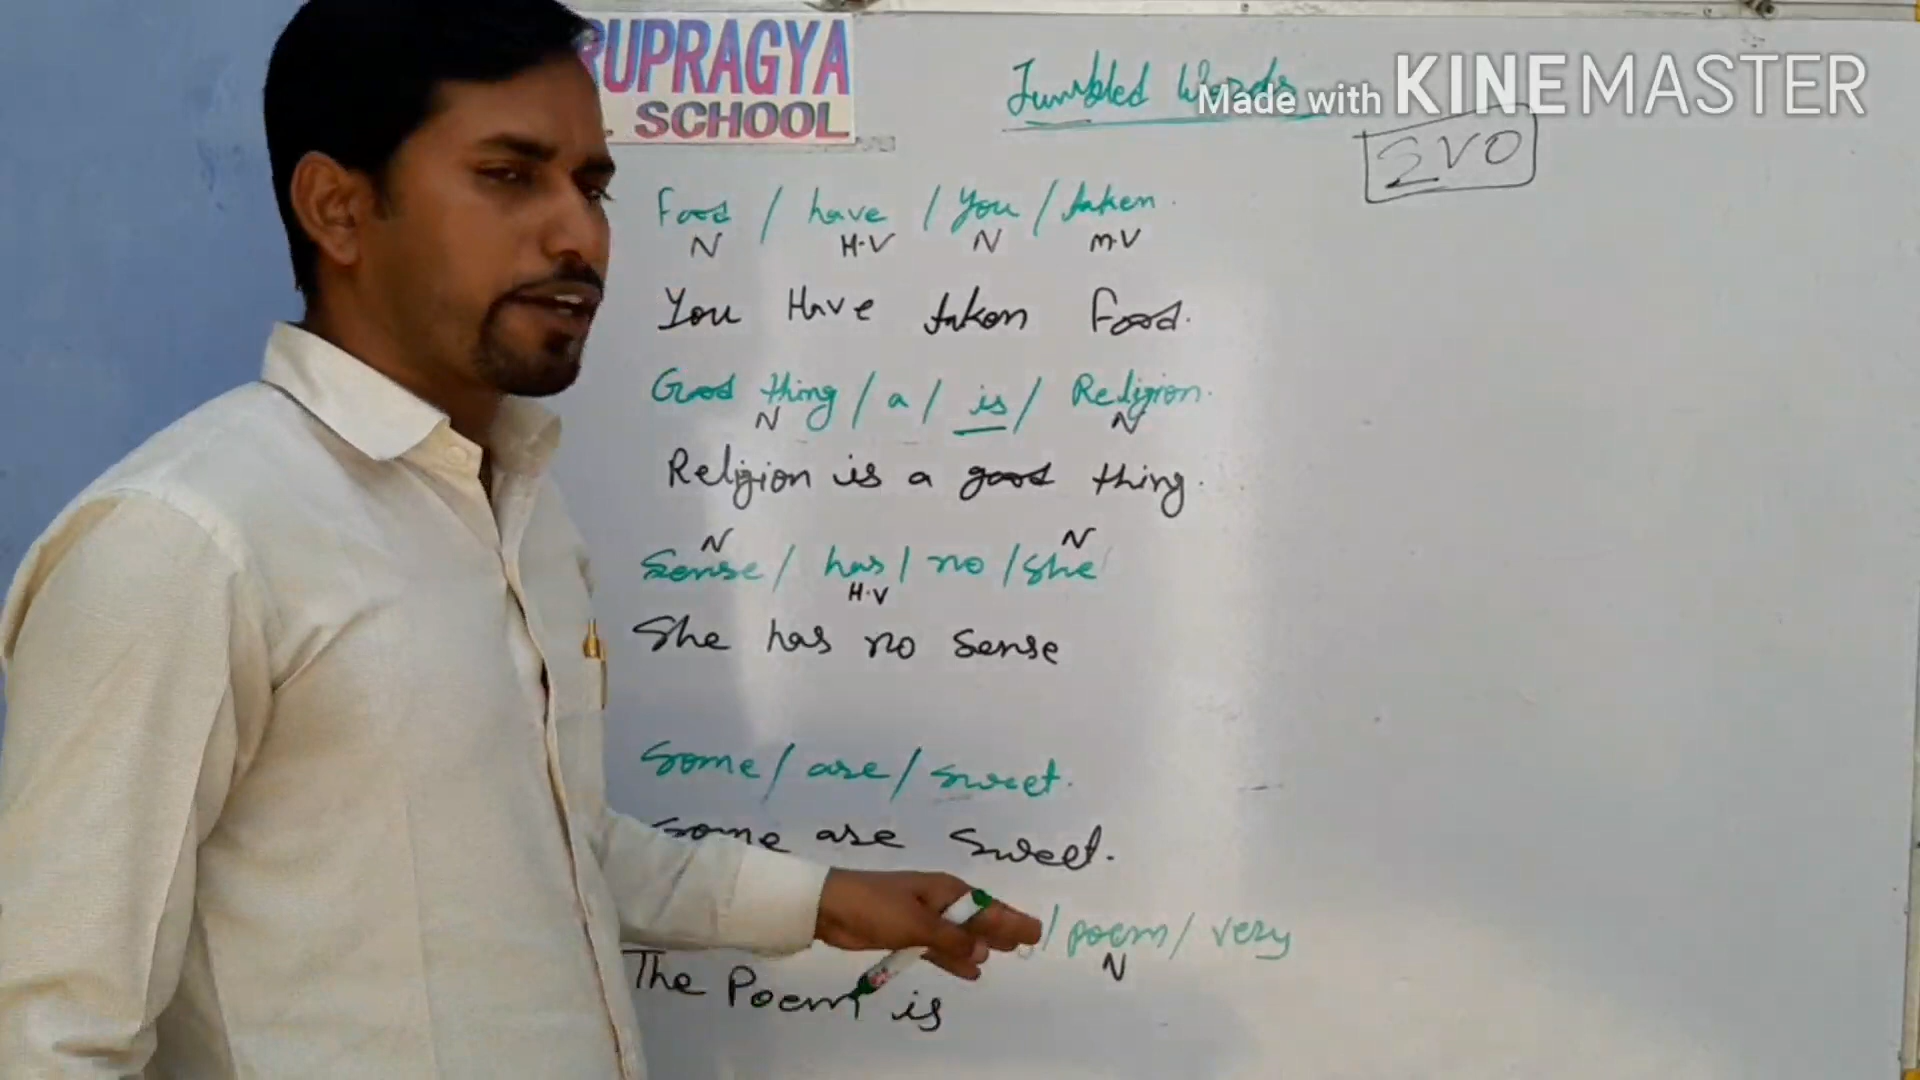 RUPRAGYA
. SCHOOL
Jumbled Words
Made with KINEMASTER
SVO
Food / have / You / taken.
N H.V N m.V
You Have taken Food.
Good thing / a / is / Religion.
N N
Religion is a good thing.
N N
Sense / has / no / She
H.V
She has no Sense
Some / are / sweet.
Some are Sweet.
/ poem / very
N
The Poem is